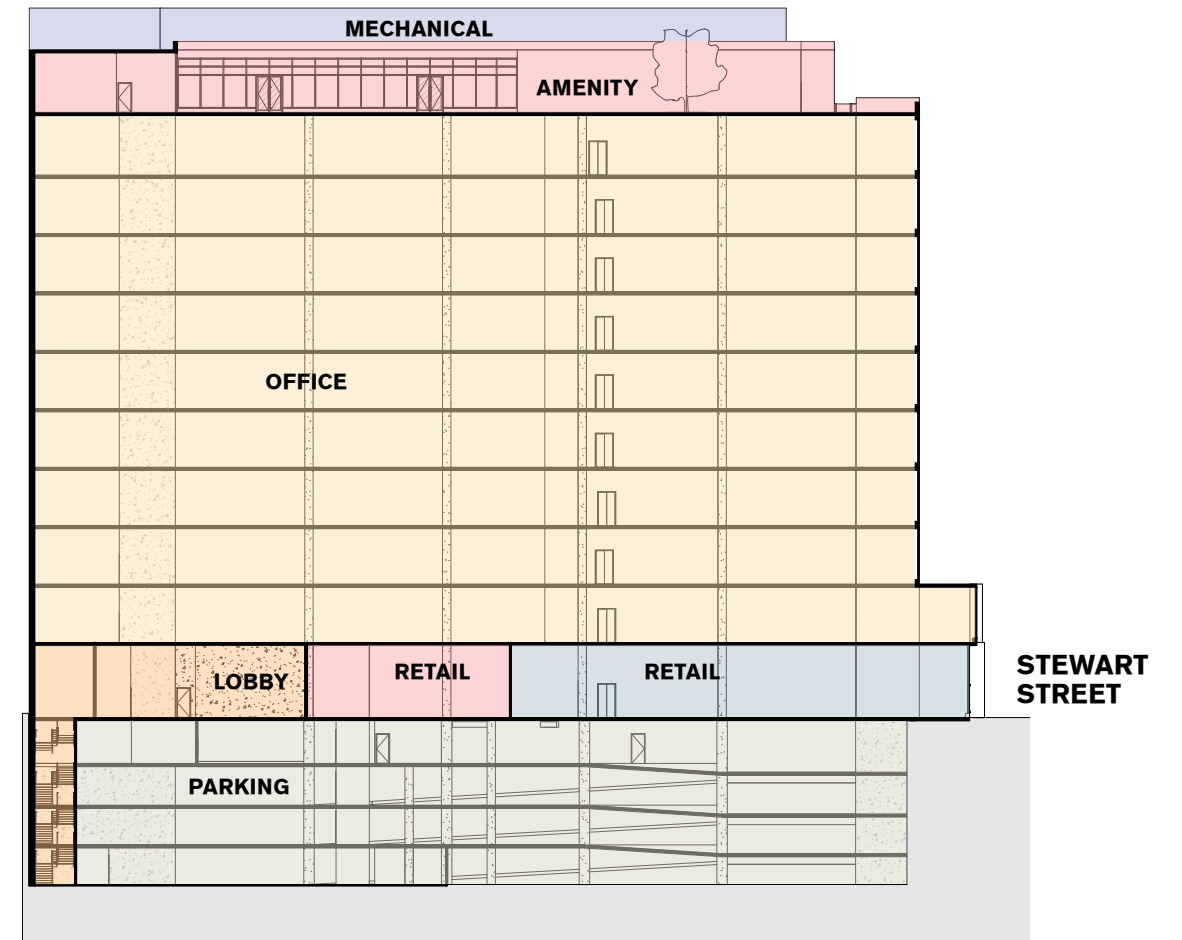 MECHANICAL
AMENITY
OFFICE
LOBBY
RETAIL
RETAIL
STEWART
STREET
PARKING